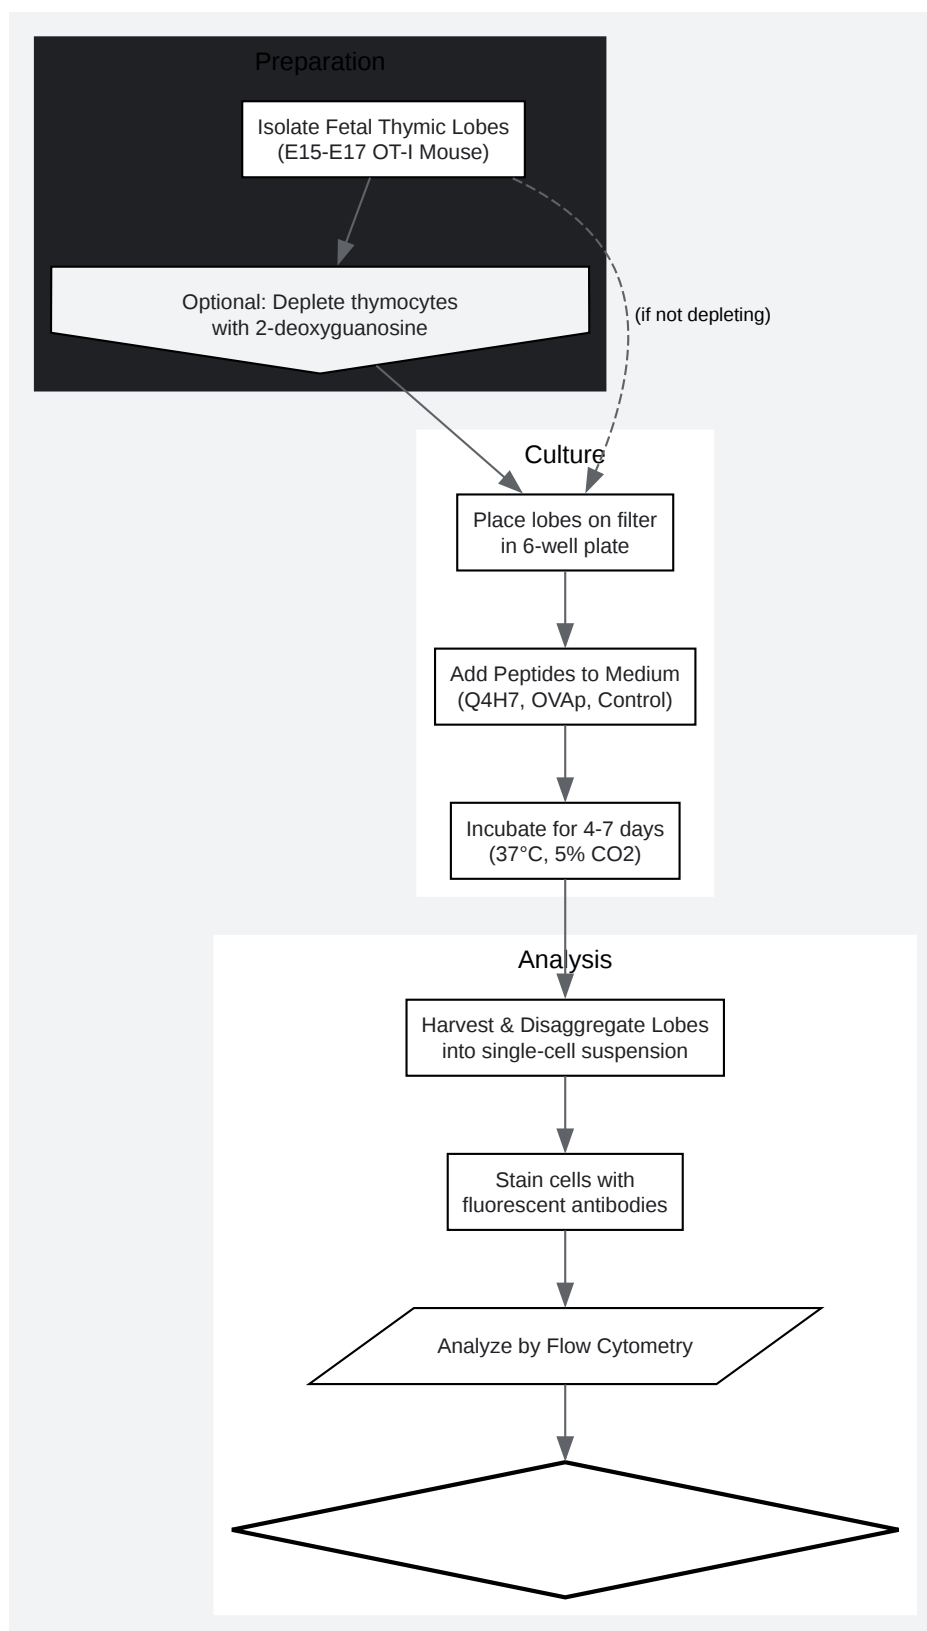 Preparation
Isolate Fetal Thymic Lobes
(E15-E17 OT-I Mouse)
Optional: Deplete thymocytes
with 2-deoxyguanosine
(if not depleting)
Culture
Place lobes on filter
in 6-well plate
Add Peptides to Medium
(Q4H7, OVAp, Control)
Incubate for 4-7 days
(37°C, 5% CO2)
Analysis
Harvest & Disaggregate Lobes
into single-cell suspension
Stain cells with
fluorescent antibodies
Analyze by Flow Cytometry